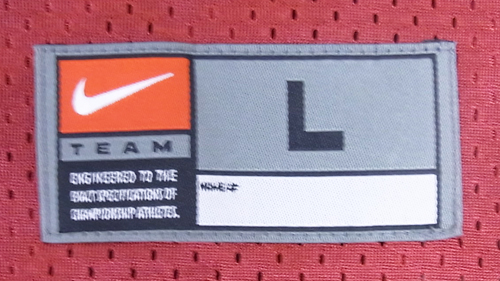 TEAM
L
ENGINEERED TO THE
EXACT SPECIFICATIONS OF
CHAMPIONSHIP ATHLETES.
NAME/#